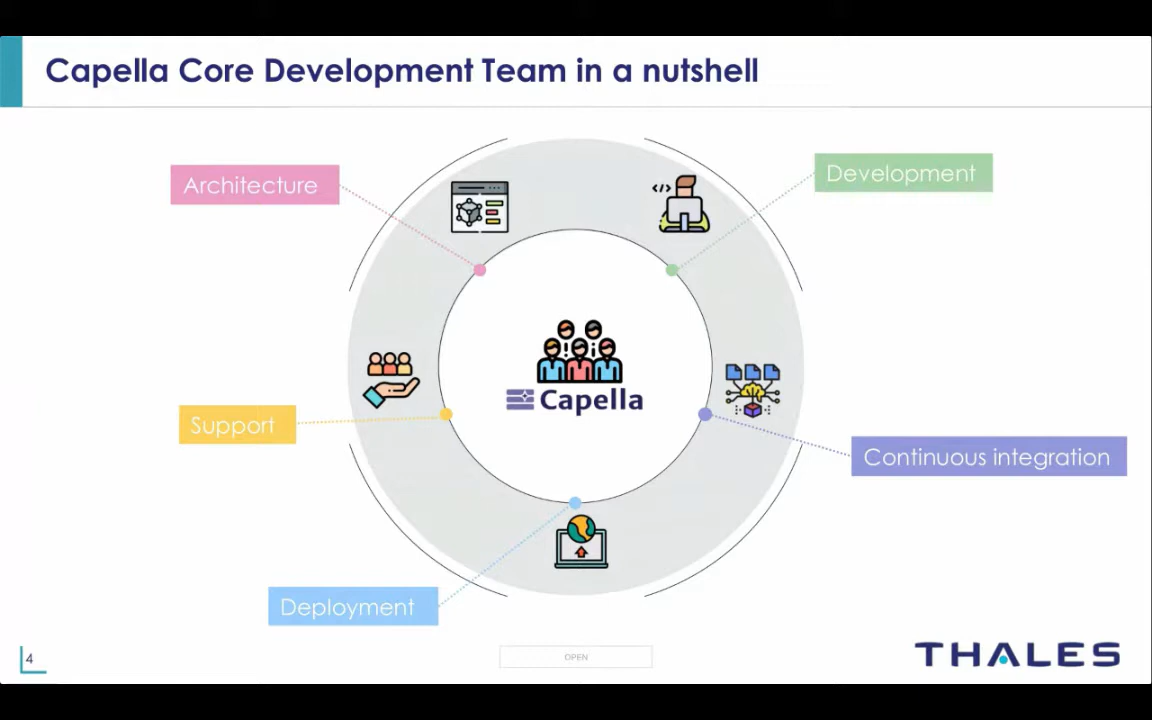 Capella Core Development Team in a nutshell
Architecture
Development
</>
Capella
Support
Continuous integration
Deployment
4
OPEN
THALES